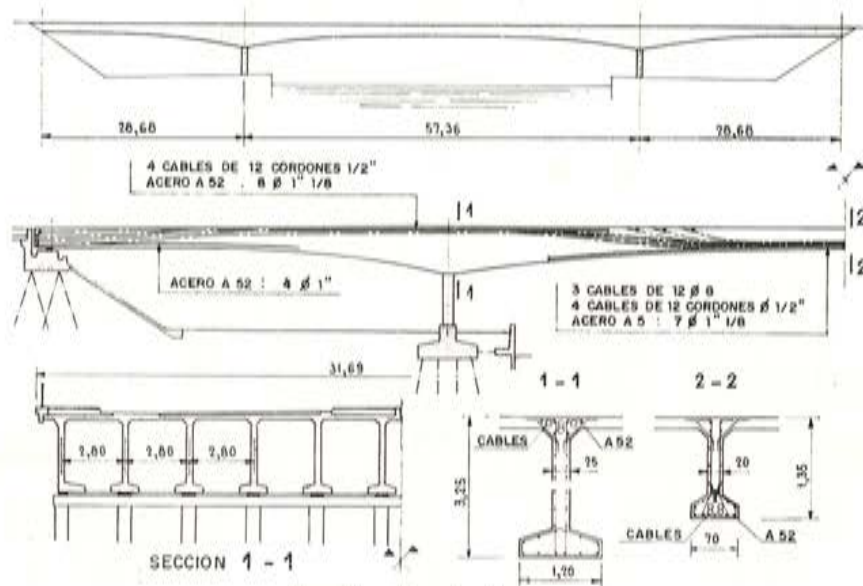 28,68
57,36
28,68
4 CABLES DE 12 CORDONES 1/2"
ACERO A 52 : 8 Ø 1" 1/8
1
2
ACERO A 52 : 4 Ø 1"
1
2
3 CABLES DE 12 Ø 8
4 CABLES DE 12 CORDONES Ø 1/2"
ACERO A 5 : 7 Ø 1" 1/8
31,69
1 - 1
2 - 2
2,80
2,80
2,80
CABLES
A 52
25
3,25
1,20
20
1,35
CABLES
A 52
70
SECCION 1 - 1